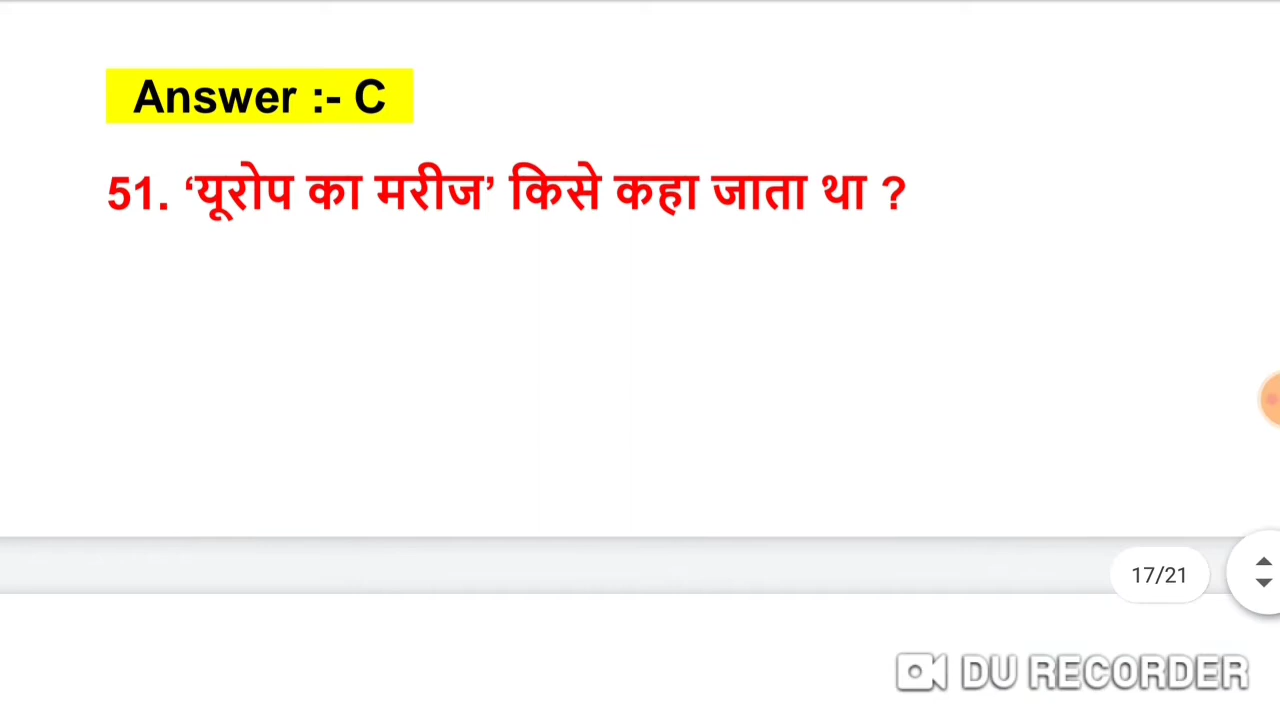 Answer :- C
51. ‘यूरोप का मरीज’ किसे कहा जाता था ?
17/21
DU RECORDER